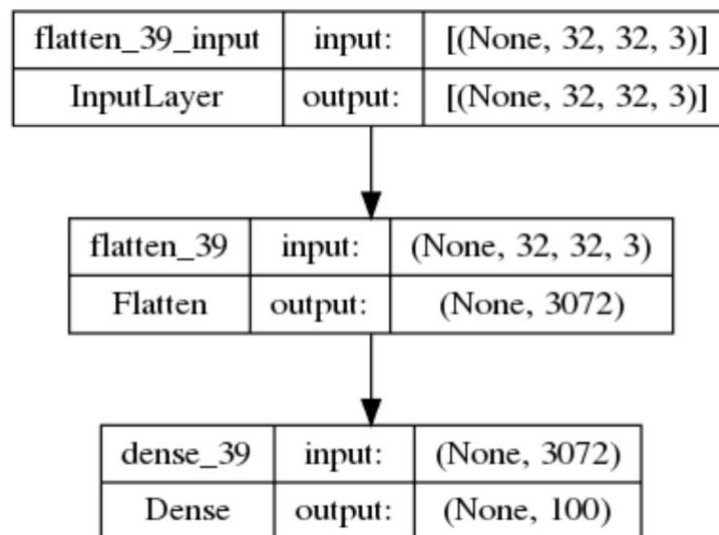 flatten_39_input input: [(None, 32, 32, 3)]
InputLayer output: [(None, 32, 32, 3)]
flatten_39 input: (None, 32, 32, 3)
Flatten output: (None, 3072)
dense_39 input: (None, 3072)
Dense output: (None, 100)